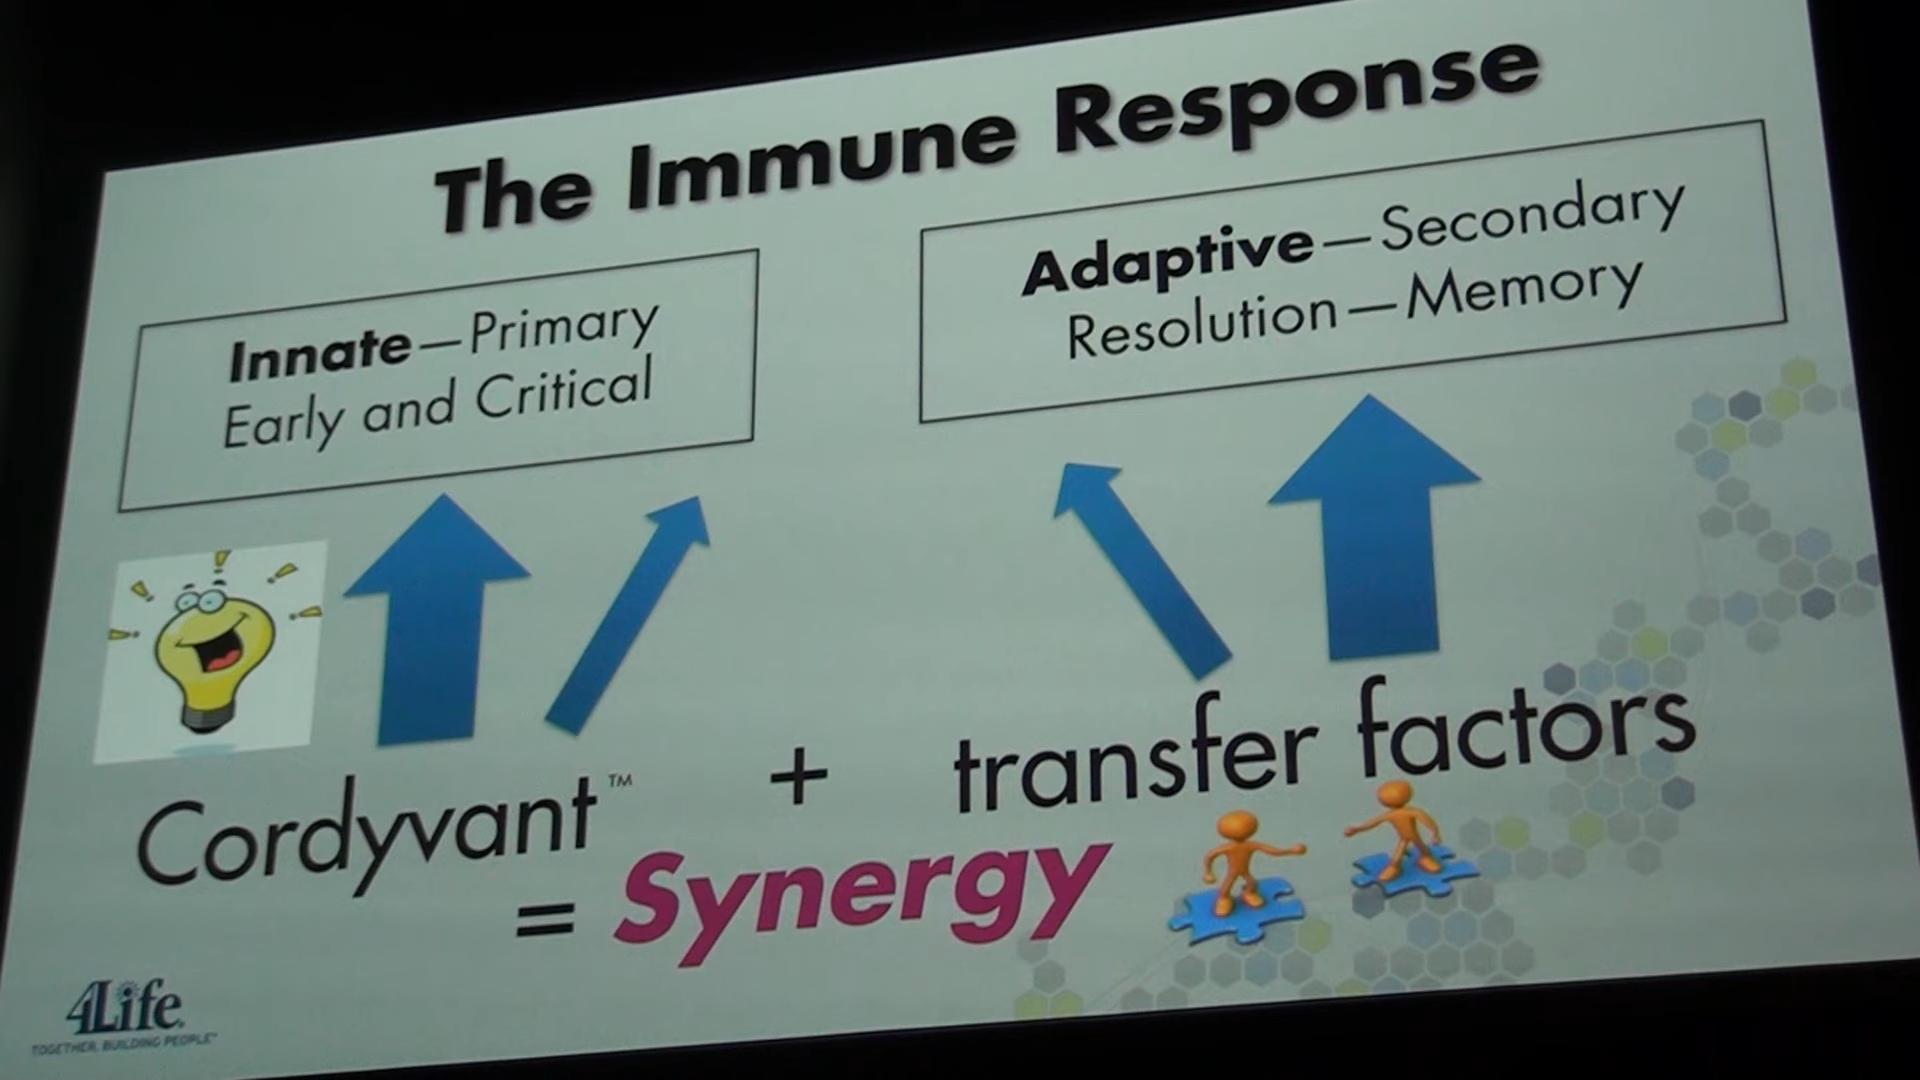 The Immune Response
Innate—Primary
Early and Critical
Adaptive—Secondary
Resolution—Memory
Cordyvant™ + transfer factors
= Synergy
4Life
TOGETHER, BUILDING PEOPLE™